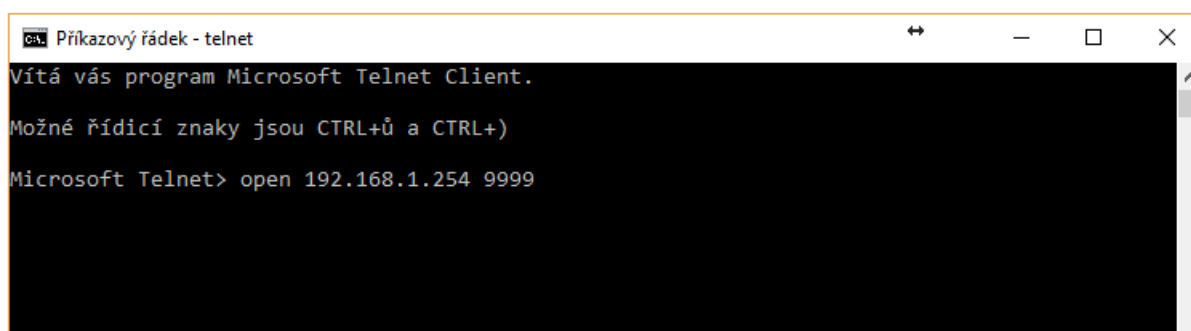 Příkazový řádek - telnet
Vítá vás program Microsoft Telnet Client.
Možné řídicí znaky jsou CTRL+ů a CTRL+)
Microsoft Telnet> open 192.168.1.254 9999